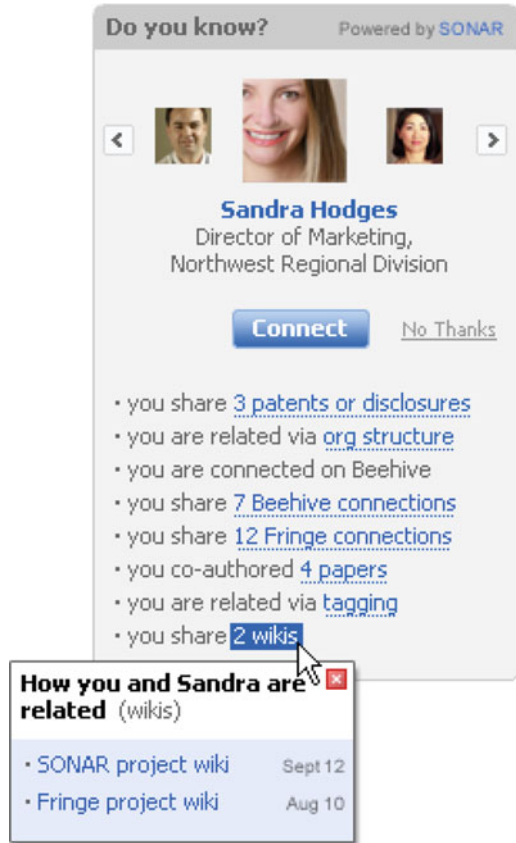 Do you know? Powered by SONAR
Sandra Hodges
Director of Marketing,
Northwest Regional Division
Connect No Thanks
• you share 3 patents or disclosures
• you are related via org structure
• you are connected on Beehive
• you share 7 Beehive connections
• you share 12 Fringe connections
• you co-authored 4 papers
• you are related via tagging
• you share 2 wikis
How you and Sandra are
related (wikis)
• SONAR project wiki Sept 12
• Fringe project wiki Aug 10